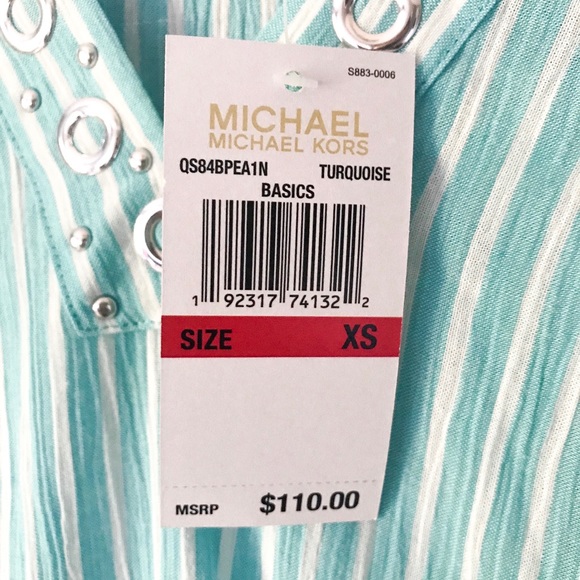 S883-0006
MICHAEL
MICHAEL KORS
QS84BPEA1N TURQUOISE
BASICS
1 92317 74132 2
SIZE XS
MSRP $110.00